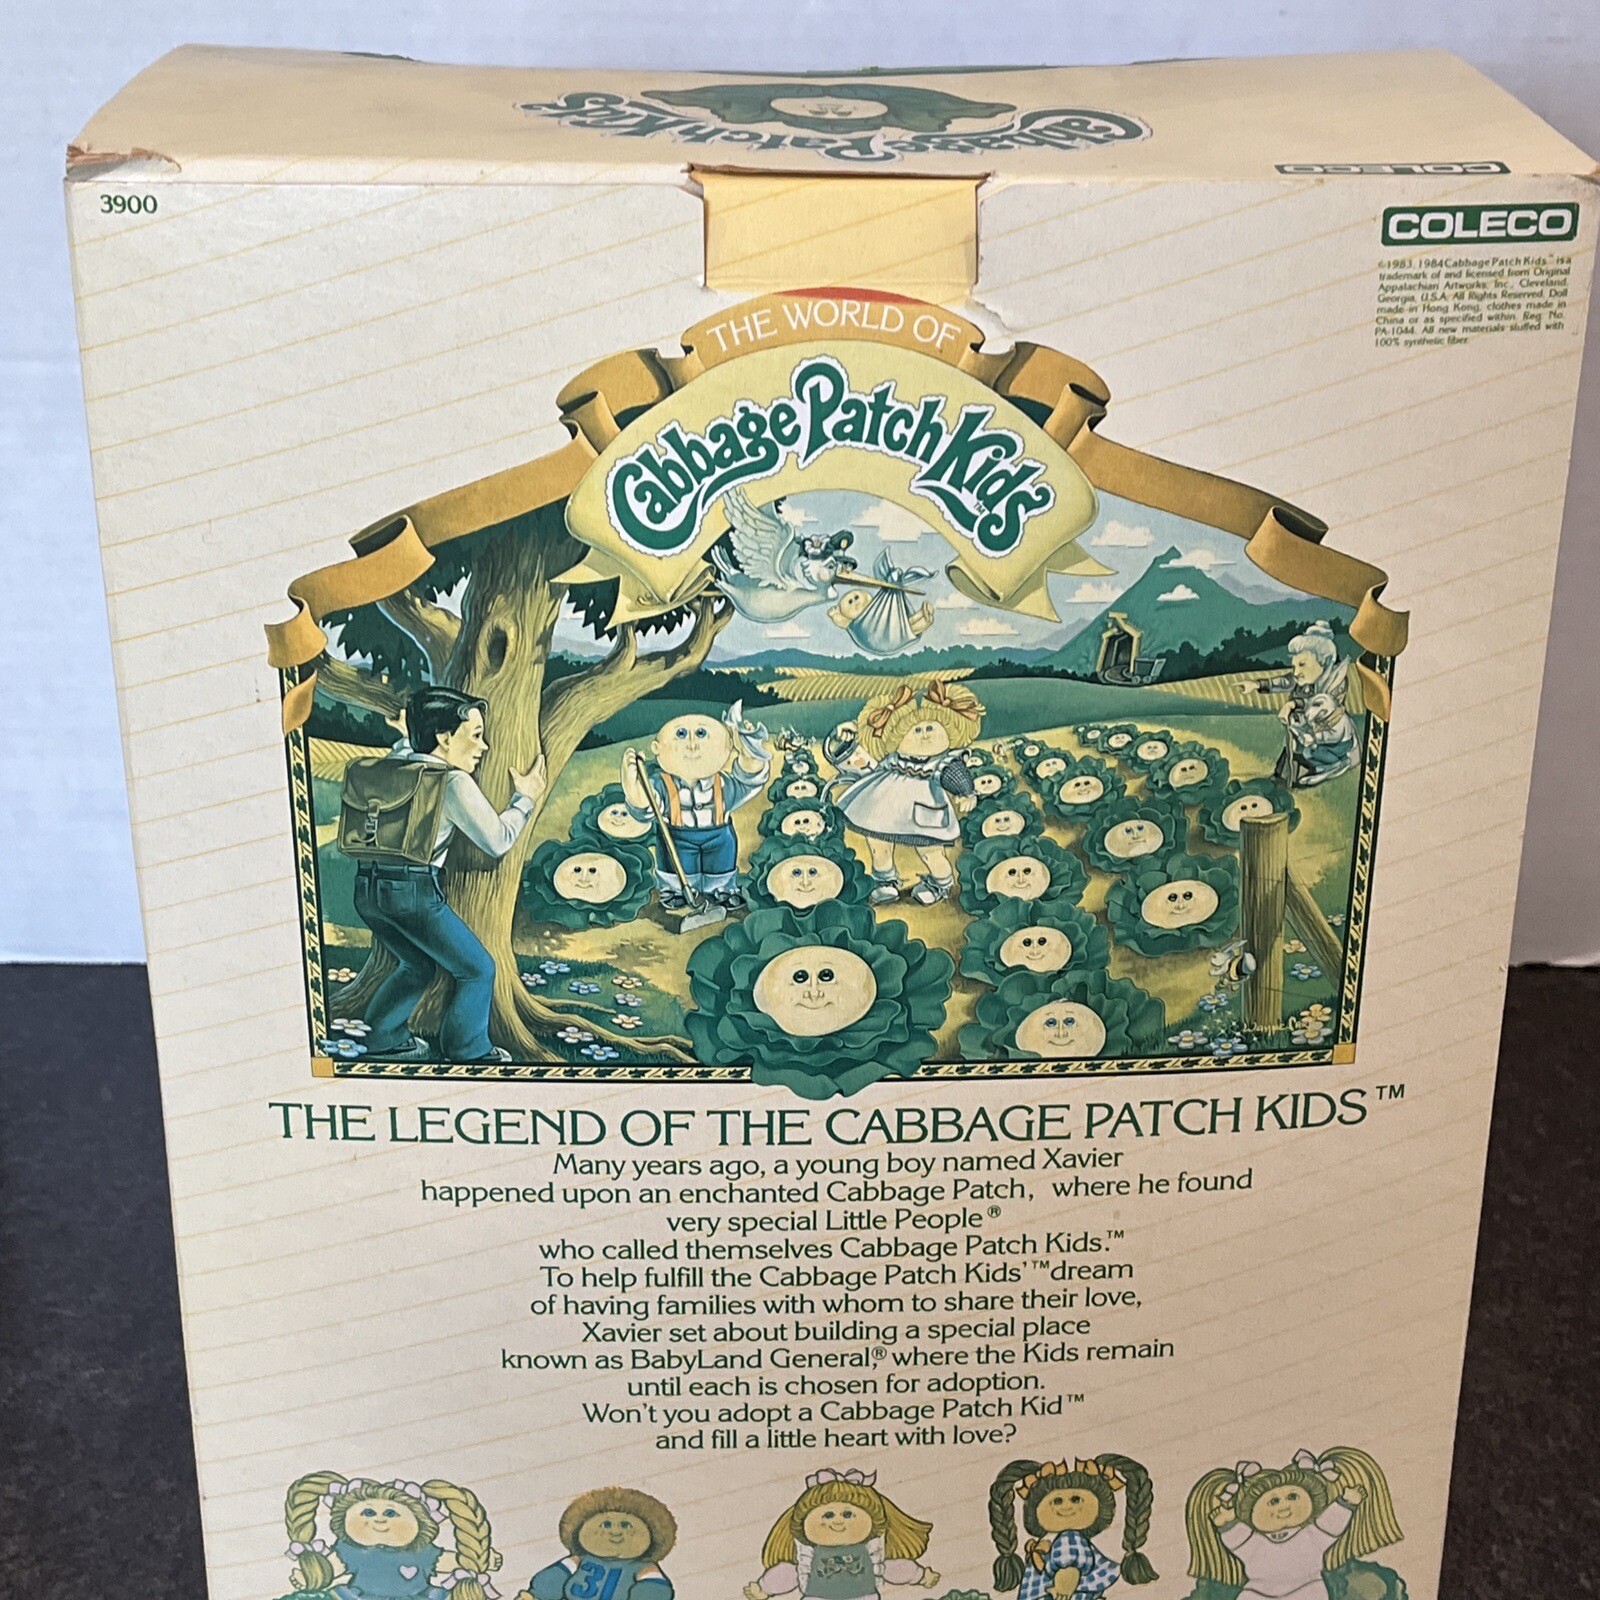 Cabbage Patch Kids
COLECO
3900
COLECO
©1983, 1984 Cabbage Patch Kids™ is a
trademark of and licensed from Original
Appalachian Artworks, Inc., Cleveland,
Georgia, U.S.A. All Rights Reserved. Doll
made in Hong Kong, clothes made in
China or as specified within. Reg. No.
PA-1044. All new materials stuffed with
100% synthetic fiber.
THE WORLD OF
Cabbage Patch Kids™
THE LEGEND OF THE CABBAGE PATCH KIDS™
Many years ago, a young boy named Xavier
happened upon an enchanted Cabbage Patch, where he found
very special Little People®
who called themselves Cabbage Patch Kids.™
To help fulfill the Cabbage Patch Kids'™ dream
of having families with whom to share their love,
Xavier set about building a special place
known as BabyLand General,® where the Kids remain
until each is chosen for adoption.
Won't you adopt a Cabbage Patch Kid™
and fill a little heart with love?
31